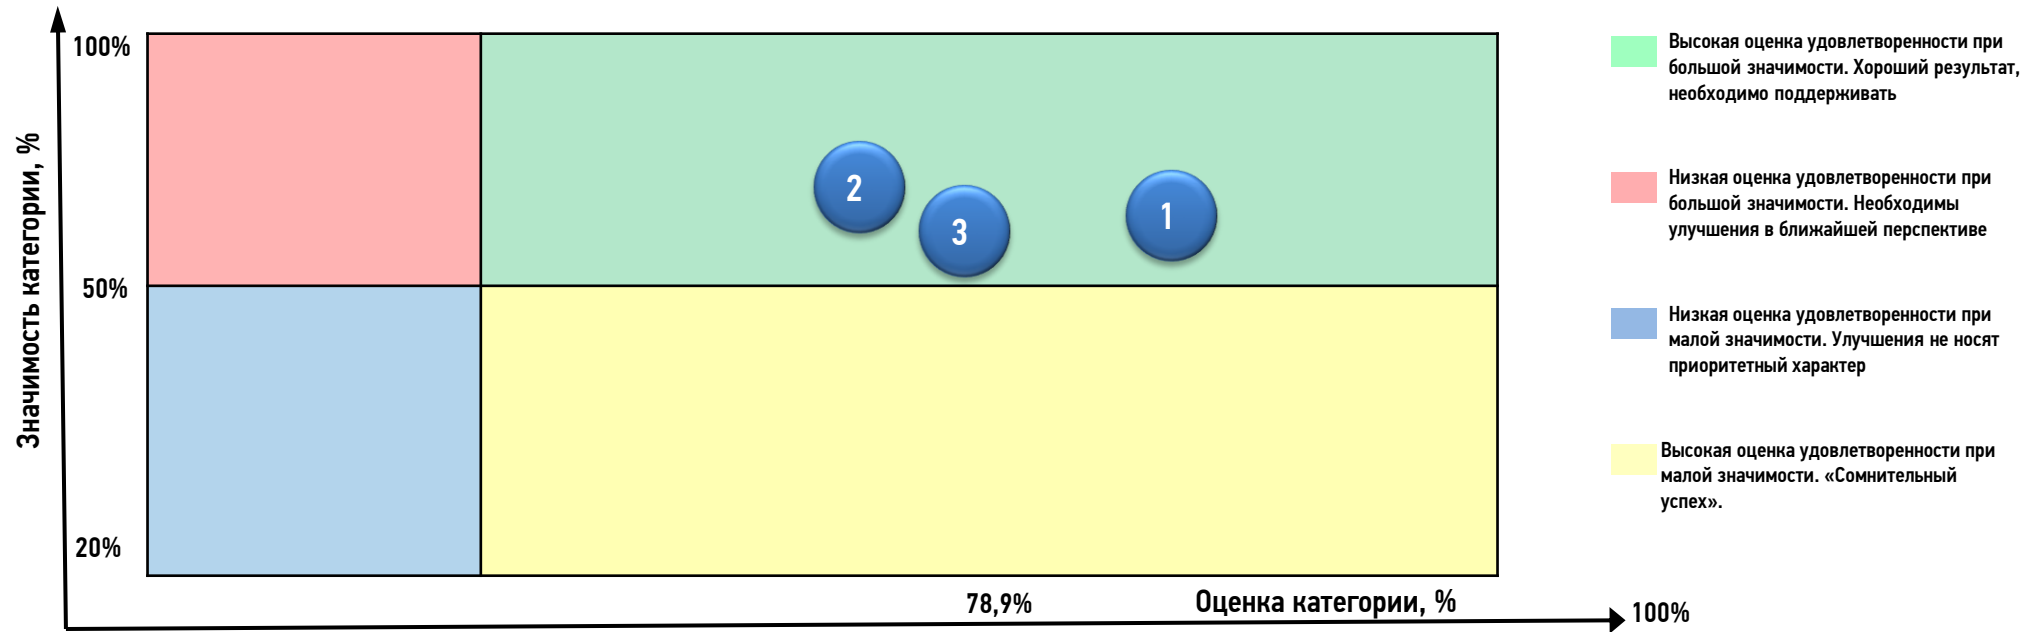 Значимость категории, %
100%
50%
20%
2
3
1
78,9%
Оценка категории, %
100%
Высокая оценка удовлетворенности при
большой значимости. Хороший результат,
необходимо поддерживать
Низкая оценка удовлетворенности при
большой значимости. Необходимы
улучшения в ближайшей перспективе
Низкая оценка удовлетворенности при
малой значимости. Улучшения не носят
приоритетный характер
Высокая оценка удовлетворенности при
малой значимости. «Сомнительный
успех».